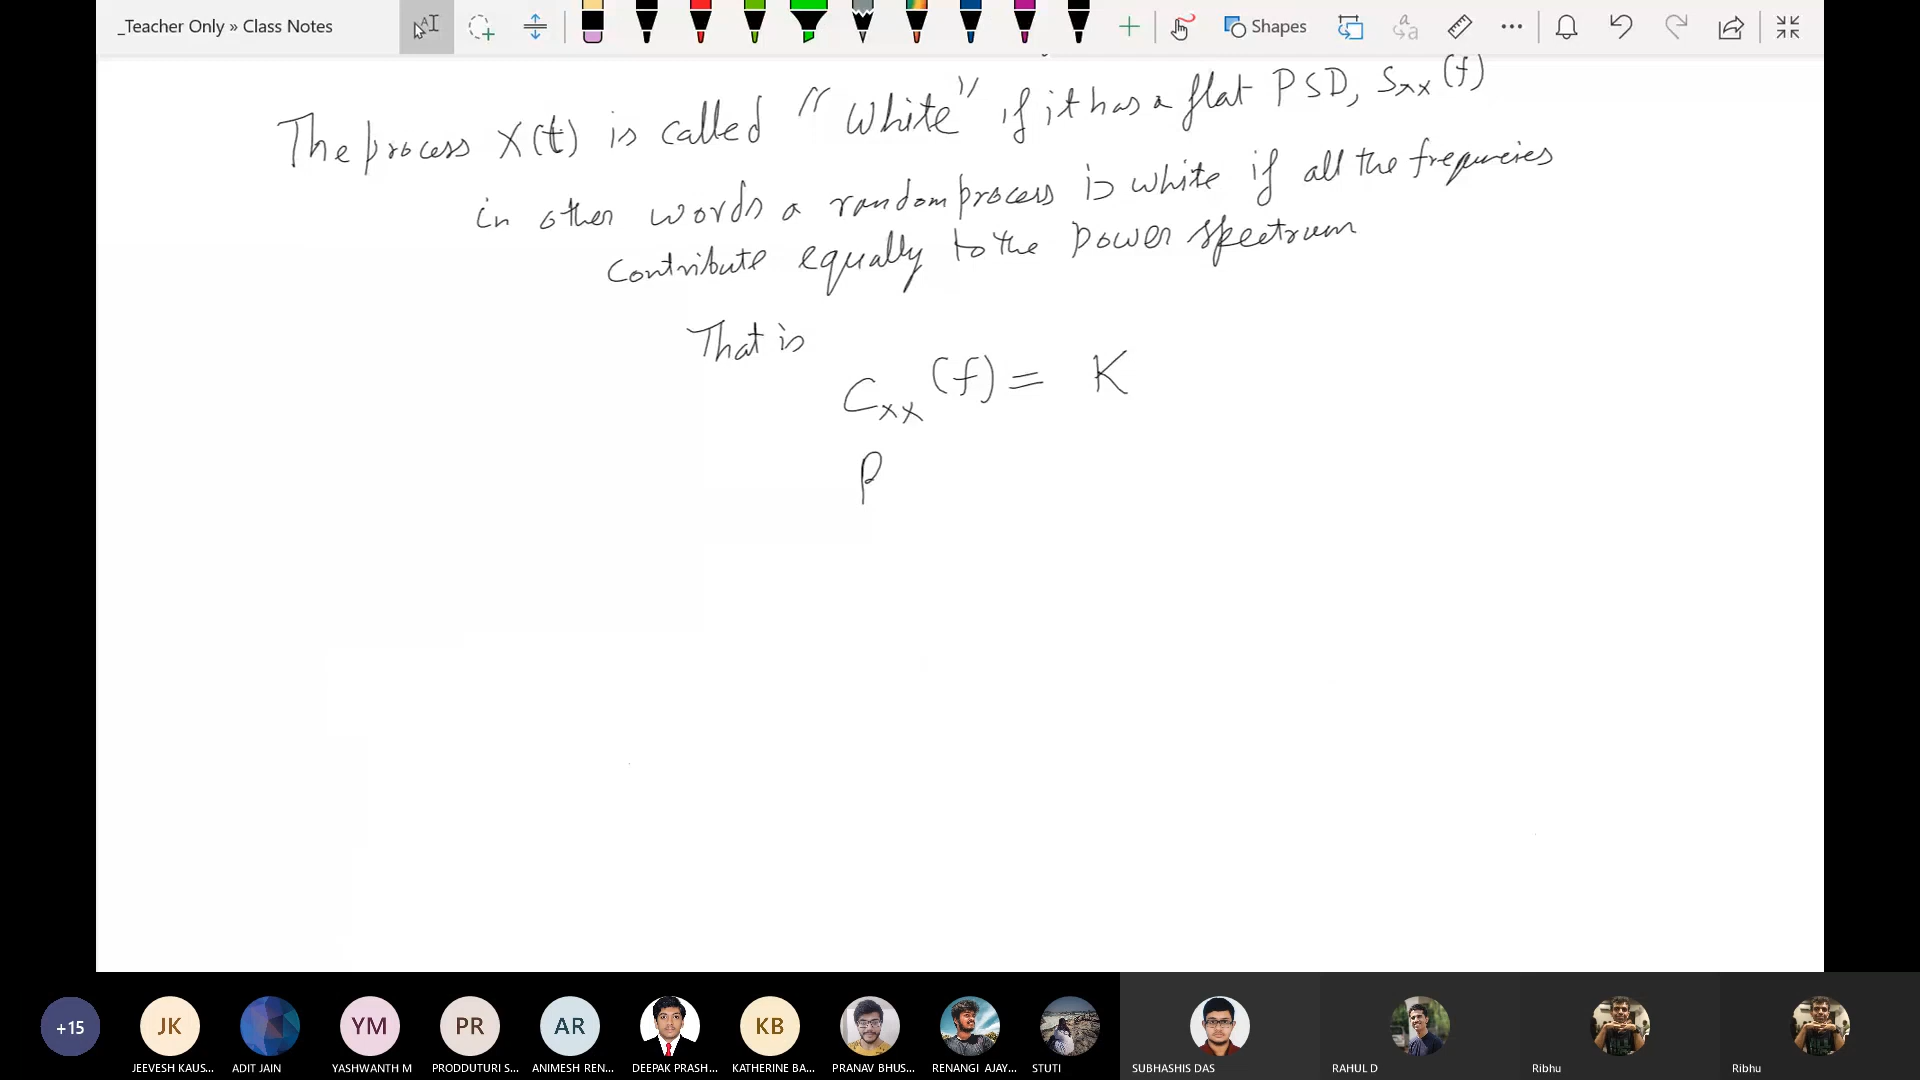 _Teacher Only » Class Notes
Shapes
The process X(t) is called "White" if it has a flat PSD, Sxx(f)
in other words a random process is white if all the frequencies
contribute equally to the power spectrum
That is
Cxx(f) = K
+15
JK
YM
PR
AR
KB
JEEVESH KAUS...
ADIT JAIN
YASHWANTH M
PRODDUTURI S...
ANIMESH REN...
DEEPAK PRASH...
KATHERINE BA...
PRANAV BHUS...
RENANGI AJAY...
STUTI
SUBHASHIS DAS
RAHUL D
Ribhu
Ribhu